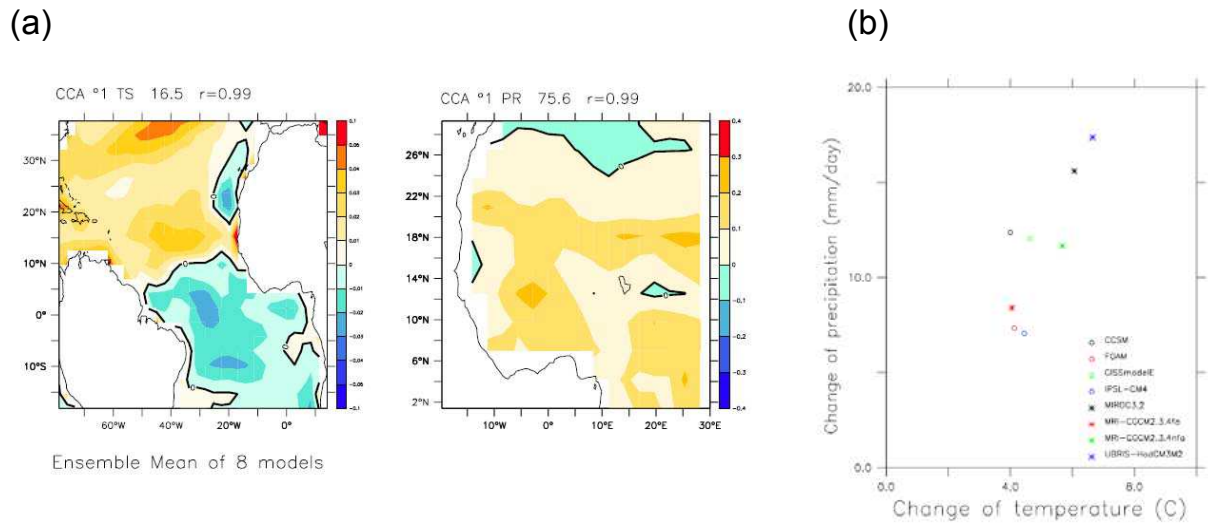 (a)
(b)
CCA °1 TS 16.5 r=0.99
CCA °1 PR 75.6 r=0.99
30°N
20°N
10°N
0°
10°S
60°W 40°W 20°W 0°
0.1
0.06
0.04
0.03
0.02
0.01
0
-0.01
-0.02
-0.03
-0.04
-0.1
Ensemble Mean of 8 models
26°N
22°N
18°N
14°N
10°N
6°N
2°N
10°W 0° 10°E 20°E 30°E
0.4
0.3
0.2
0.1
0
-0.1
-0.2
-0.3
-0.4
20.0
10.0
0.0
Change of precipitation (mm/day)
CCSM
FGAM
GISSmodelE
IPSL-CM4
MIROC3.2
MRI-CGCM2.3.4fa
MRI-CGCM2.3.4nfa
UBRIS-HadCM3M2
0.0 4.0 6.0
Change of temperature (C)